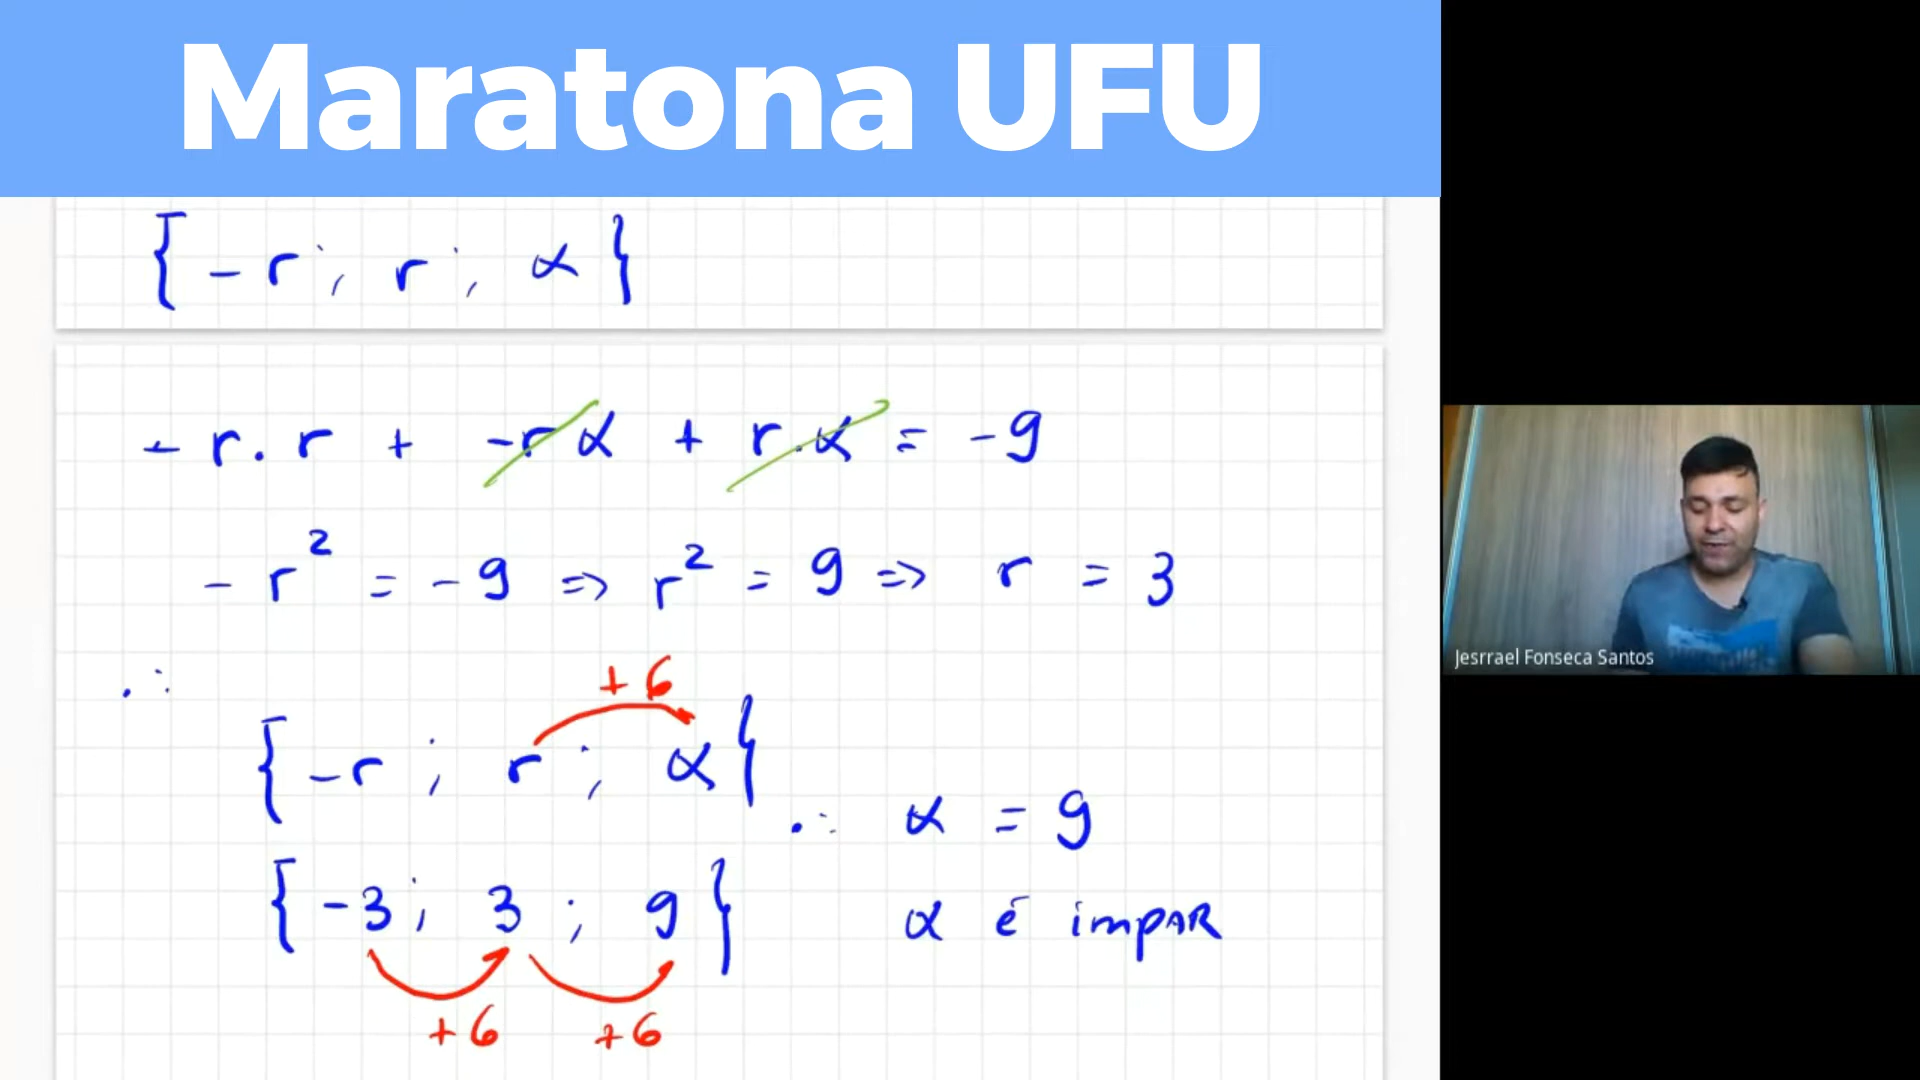 Maratona UFU
{-r; r; α}
-r.r + -rα + r.α = -9
-r² = -9 => r² = 9 => r = 3
+6
∴ {-r; r; α}
∴ α = 9
{-3; 3; 9} α é impAR
+6 +6
Jesrrael Fonseca Santos